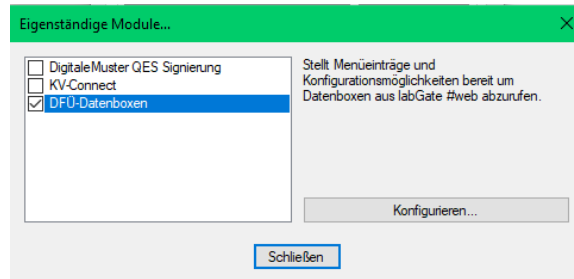 Eigenständige Module...
DigitaleMuster QES Signierung
KV-Connect
DFÜ-Datenboxen
Stellt Menüeinträge und
Konfigurationsmöglichkeiten bereit um
Datenboxen aus labGate #web abzurufen.
Konfigurieren...
Schließen